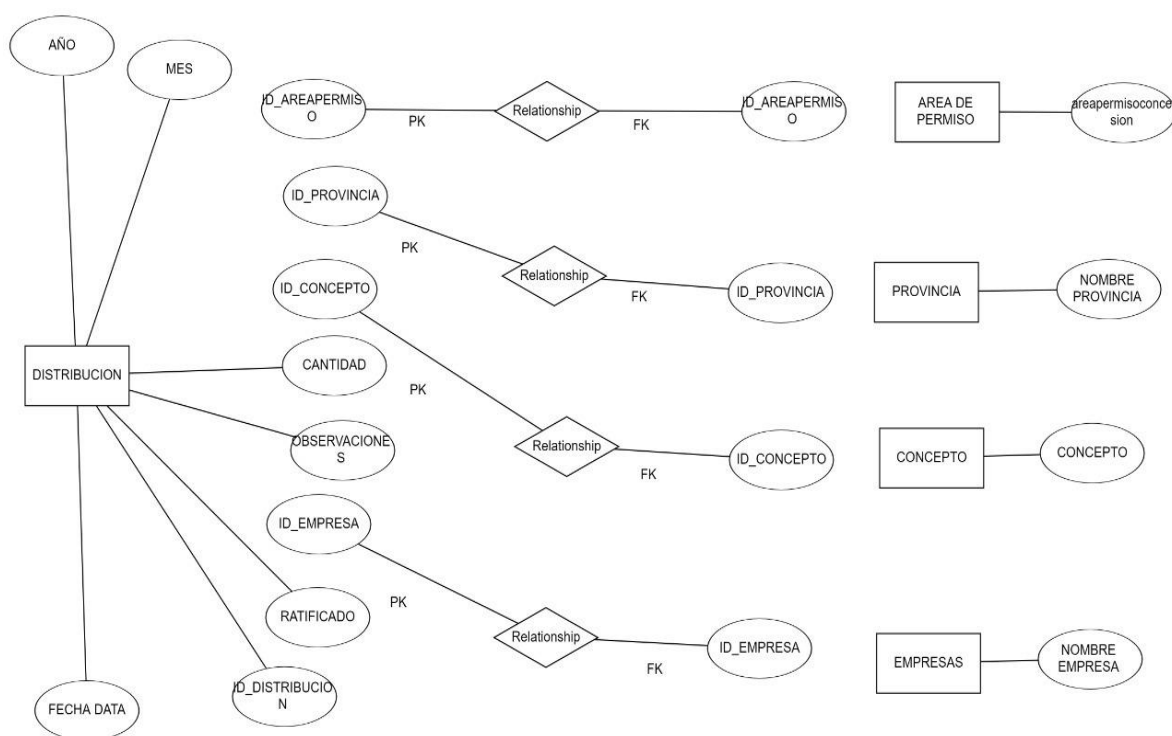 AÑO
MES
ID_AREAPERMIS
O
PK
Relationship
FK
ID_AREAPERMIS
O
AREA DE
PERMISO
areapermisoconce
sion
ID_PROVINCIA
PK
Relationship
FK
ID_PROVINCIA
PROVINCIA
NOMBRE
PROVINCIA
ID_CONCEPTO
DISTRIBUCION
CANTIDAD
PK
OBSERVACIONE
S
Relationship
FK
ID_CONCEPTO
CONCEPTO
CONCEPTO
ID_EMPRESA
PK
RATIFICADO
Relationship
FK
ID_EMPRESA
EMPRESAS
NOMBRE
EMPRESA
ID_DISTRIBUCIO
N
FECHA DATA